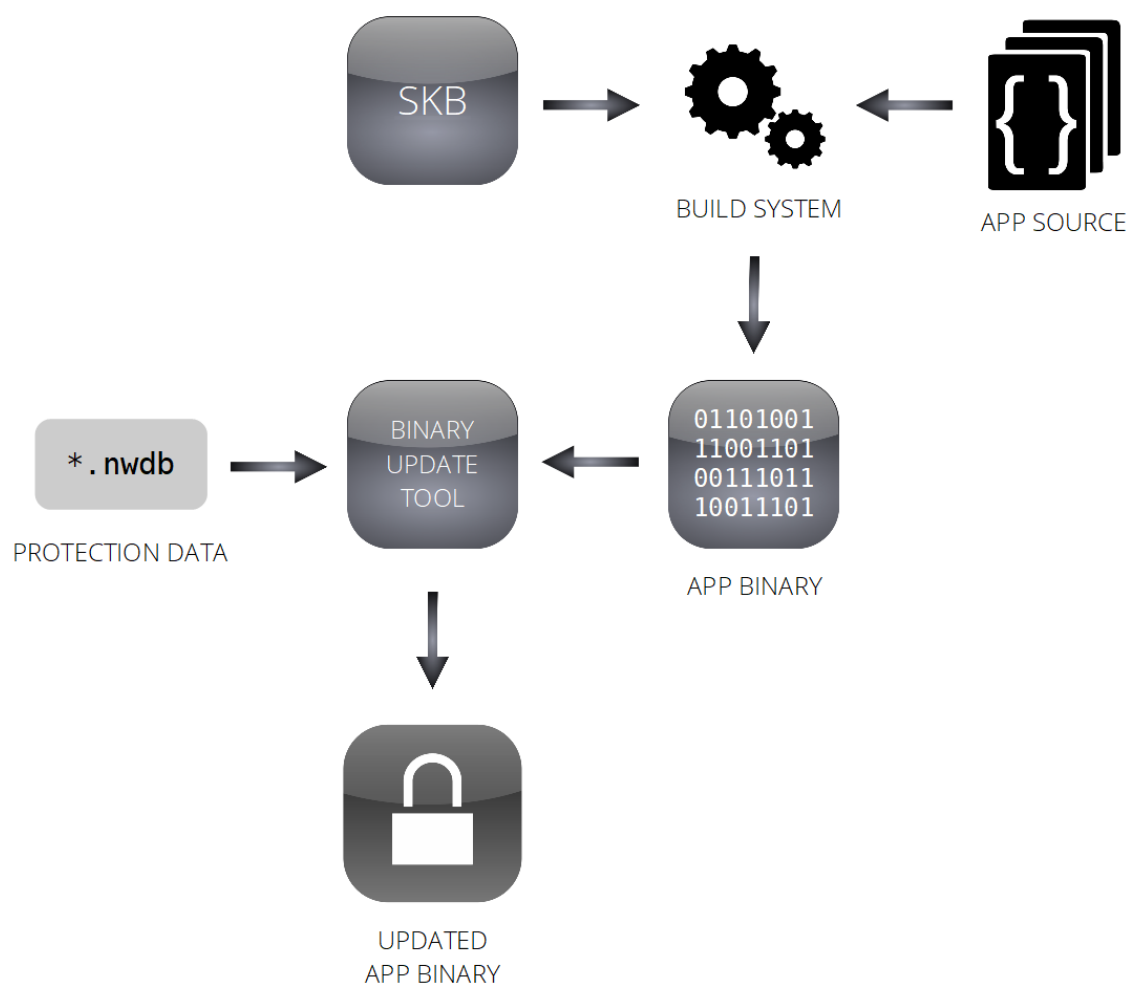 SKB
{ }
BUILD SYSTEM
APP SOURCE
*.nwdb
PROTECTION DATA
BINARY
UPDATE
TOOL
01101001
11001101
00111011
10011101
APP BINARY
UPDATED
APP BINARY